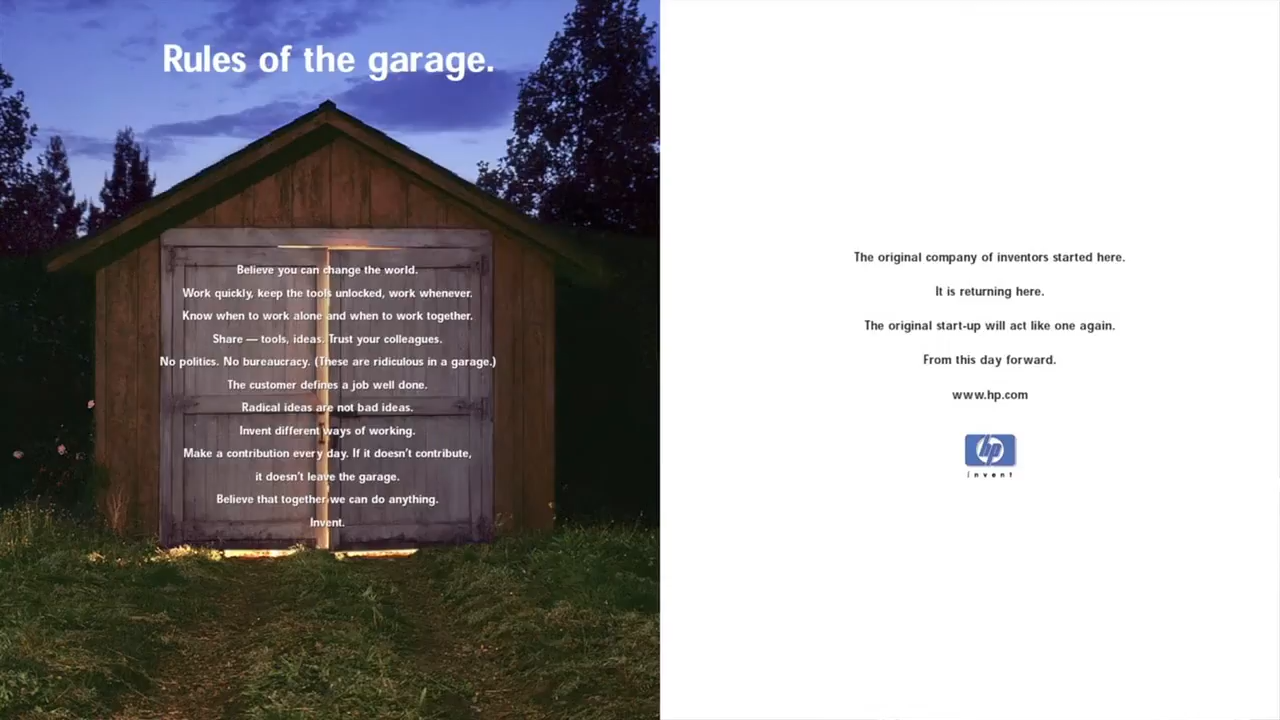 Rules of the garage.
Believe you can change the world.
Work quickly, keep the tools unlocked, work whenever.
Know when to work alone and when to work together.
Share — tools, ideas. Trust your colleagues.
No politics. No bureaucracy. (These are ridiculous in a garage.)
The customer defines a job well done.
Radical ideas are not bad ideas.
Invent different ways of working.
Make a contribution every day. If it doesn't contribute,
it doesn't leave the garage.
Believe that together we can do anything.
Invent.
The original company of inventors started here.
It is returning here.
The original start-up will act like one again.
From this day forward.
www.hp.com
hp
invent